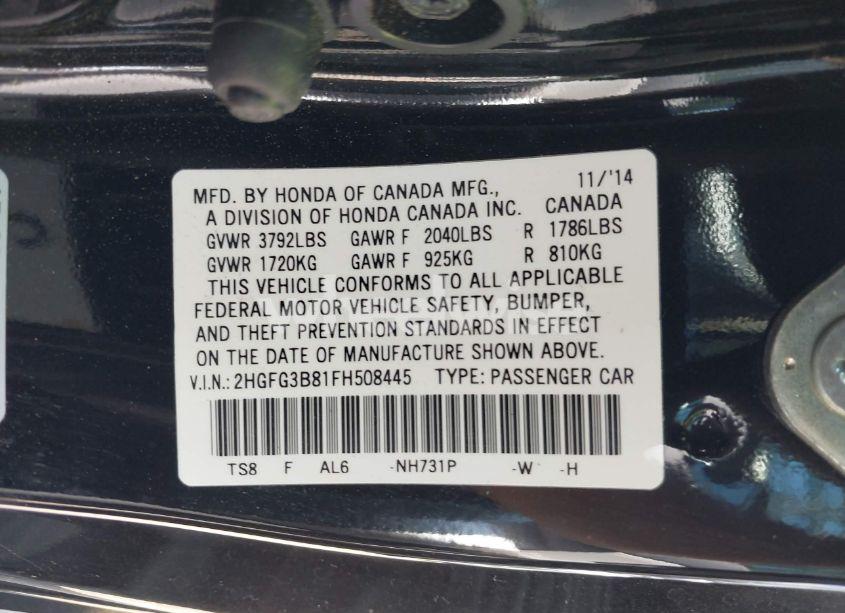 MFD. BY HONDA OF CANADA MFG., 11/'14
A DIVISION OF HONDA CANADA INC. CANADA
GVWR 3792LBS GAWR F 2040LBS R 1786LBS
GVWR 1720KG GAWR F 925KG R 810KG
THIS VEHICLE CONFORMS TO ALL APPLICABLE
FEDERAL MOTOR VEHICLE SAFETY, BUMPER,
AND THEFT PREVENTION STANDARDS IN EFFECT
ON THE DATE OF MANUFACTURE SHOWN ABOVE.
V.I.N.: 2HGFG3B81FH508445 TYPE: PASSENGER CAR
TS8 F AL6 -NH731P -W -H